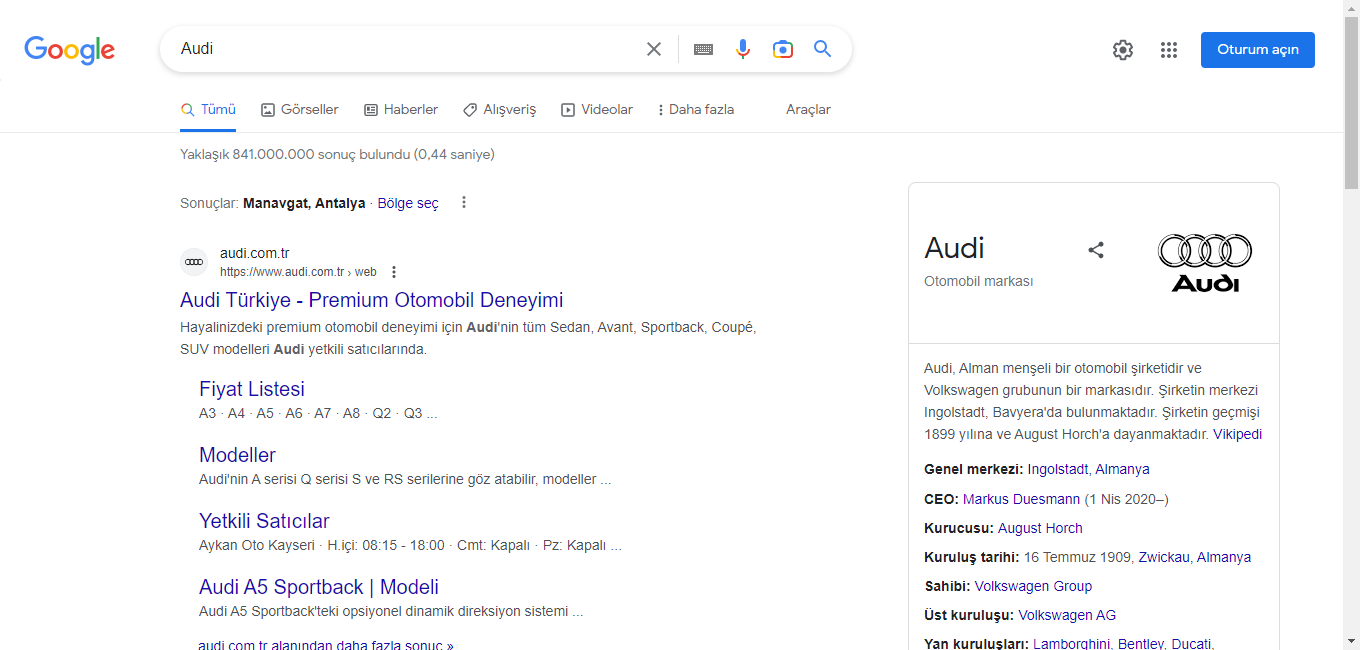 Google
Audi
Oturum açın
Tümü
Görseller
Haberler
Alışveriş
Videolar
Daha fazla
Araçlar
Yaklaşık 841.000.000 sonuç bulundu (0,44 saniye)
Sonuçlar: Manavgat, Antalya · Bölge seç
audi.com.tr
https://www.audi.com.tr › web
Audi Türkiye - Premium Otomobil Deneyimi
Hayalinizdeki premium otomobil deneyimi için Audi'nin tüm Sedan, Avant, Sportback, Coupé,
SUV modelleri Audi yetkili satıcılarında.
Fiyat Listesi
A3 · A4 · A5 · A6 · A7 · A8 · Q2 · Q3 ...
Modeller
Audi'nin A serisi Q serisi S ve RS serilerine göz atabilir, modeller ...
Yetkili Satıcılar
Aykan Oto Kayseri · H.içi: 08:15 - 18:00 · Cmt: Kapalı · Pz: Kapalı ...
Audi A5 Sportback | Modeli
Audi A5 Sportback'teki opsiyonel dinamik direksiyon sistemi ...
audi.com.tr alanından daha fazla sonuç »
Audi
Otomobil markası
Audi
Audi, Alman menşeli bir otomobil şirketidir ve
Volkswagen grubunun bir markasıdır. Şirketin merkezi
Ingolstadt, Bavyera'da bulunmaktadır. Şirketin geçmişi
1899 yılına ve August Horch'a dayanmaktadır. Vikipedi
Genel merkezi: Ingolstadt, Almanya
CEO: Markus Duesmann (1 Nis 2020–)
Kurucusu: August Horch
Kuruluş tarihi: 16 Temmuz 1909, Zwickau, Almanya
Sahibi: Volkswagen Group
Üst kuruluşu: Volkswagen AG
Yan kuruluşları: Lamborghini, Bentley, Ducati,